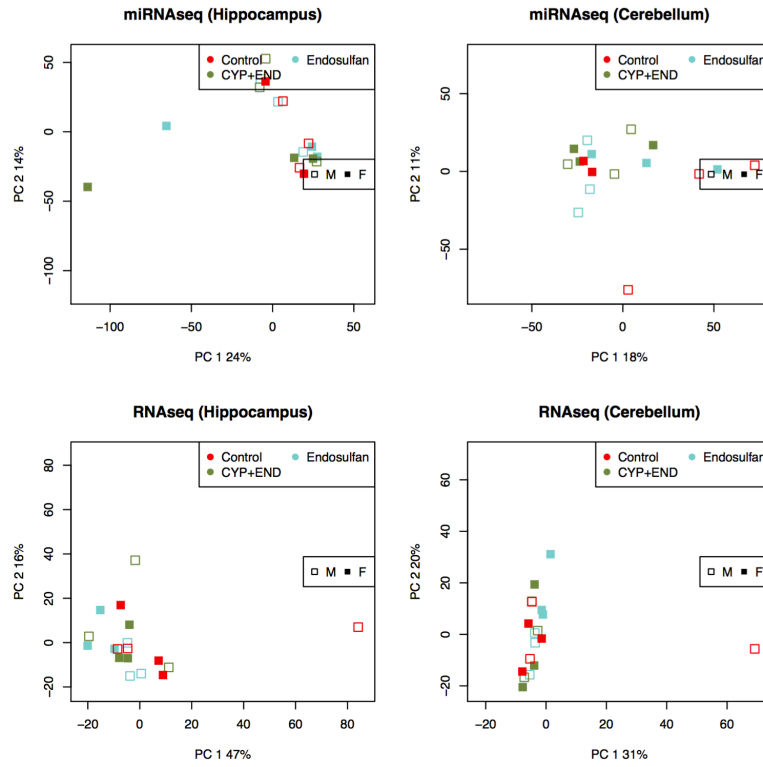 miRNAseq (Hippocampus)
Control Endosulfan
CYP+END
M F
50
0
−50
−100
PC 2 14%
−100 −50 0 50
PC 1 24%
miRNAseq (Cerebellum)
Control Endosulfan
CYP+END
M F
50
0
−50
PC 2 11%
−50 0 50
PC 1 18%
RNAseq (Hippocampus)
Control Endosulfan
CYP+END
M F
80
60
40
20
0
−20
PC 2 16%
−20 0 20 40 60 80
PC 1 47%
RNAseq (Cerebellum)
Control Endosulfan
CYP+END
M F
60
40
20
0
−20
PC 2 20%
−20 0 20 40 60
PC 1 31%